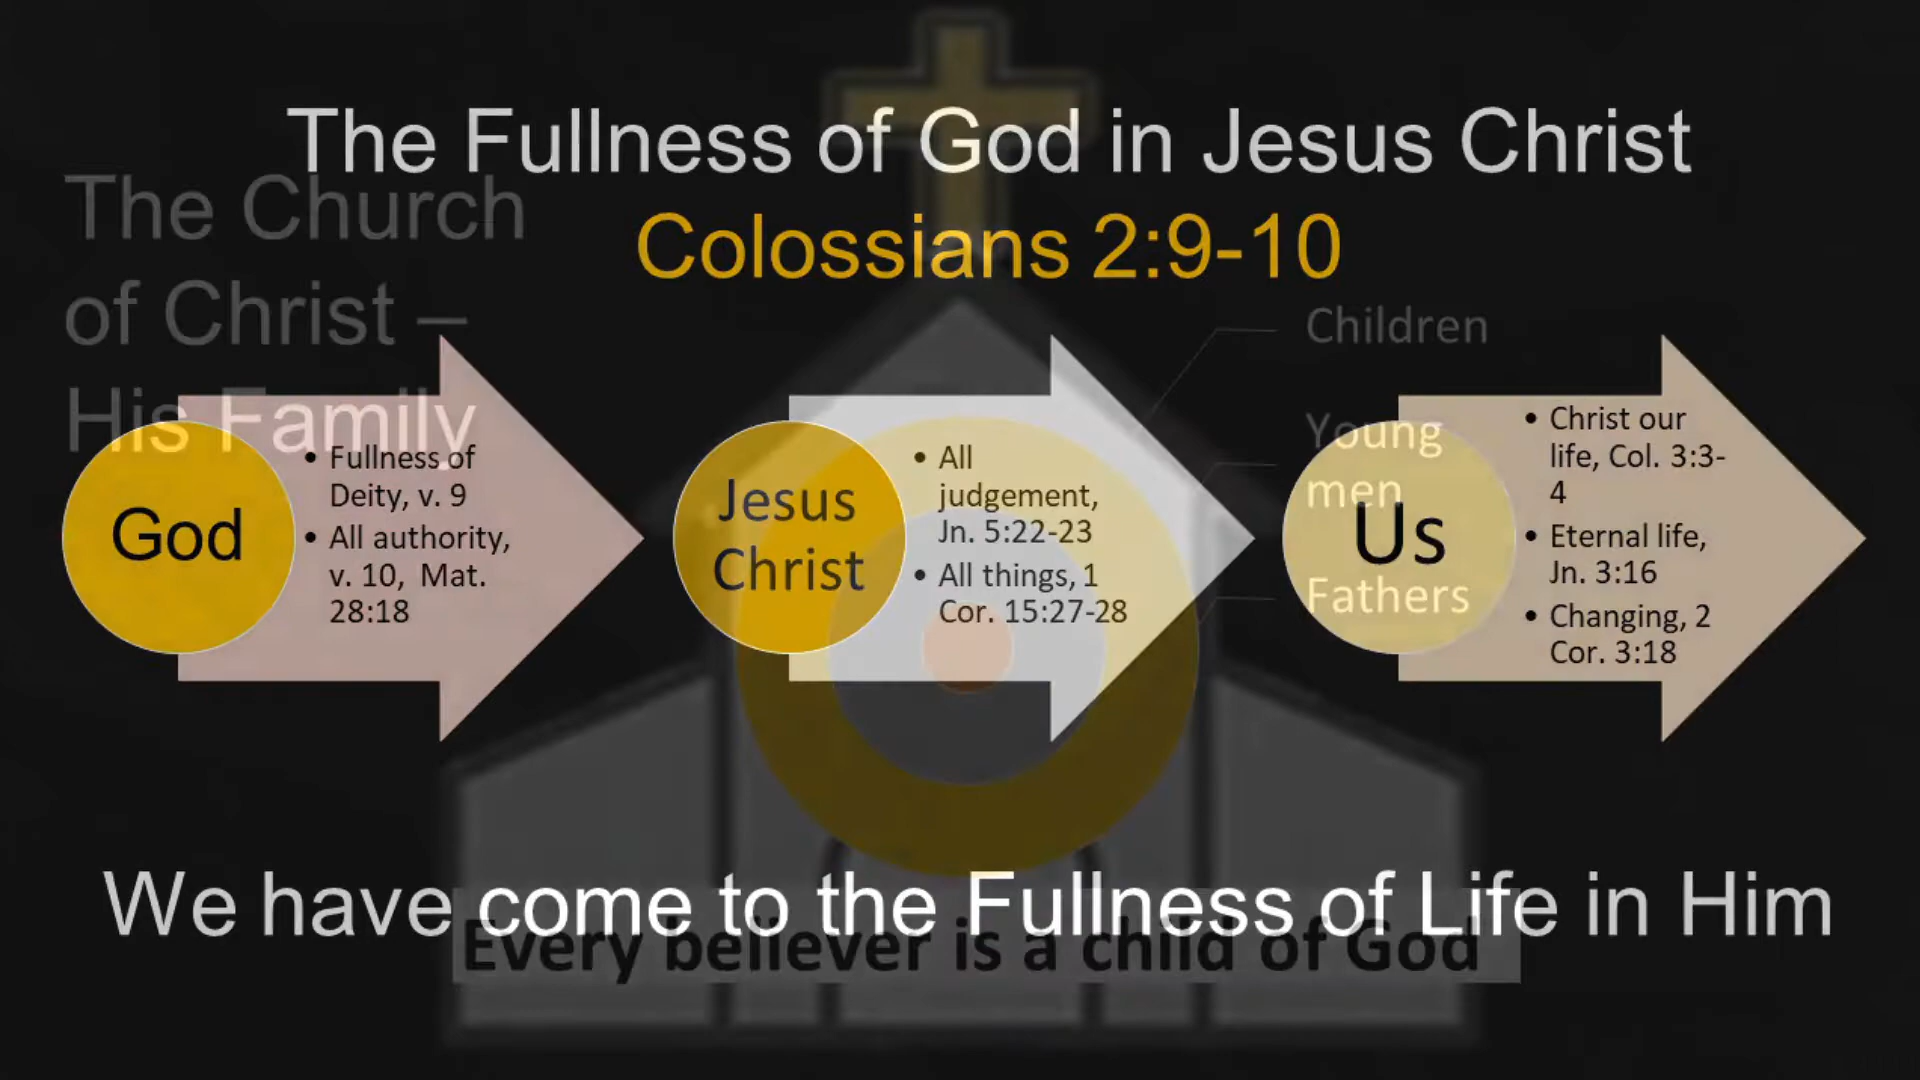 The Fullness of God in Jesus Christ
Colossians 2:9-10
The Church
of Christ –
His Family
God
• Fullness of
Deity, v. 9
• All authority,
v. 10, Mat.
28:18
Jesus
Christ
• All
judgement,
Jn. 5:22-23
• All things, 1
Cor. 15:27-28
Children
Young
men
Fathers
Us
• Christ our
life, Col. 3:3-
4
• Eternal life,
Jn. 3:16
• Changing, 2
Cor. 3:18
We have come to the Fullness of Life in Him
Every believer is a child of God